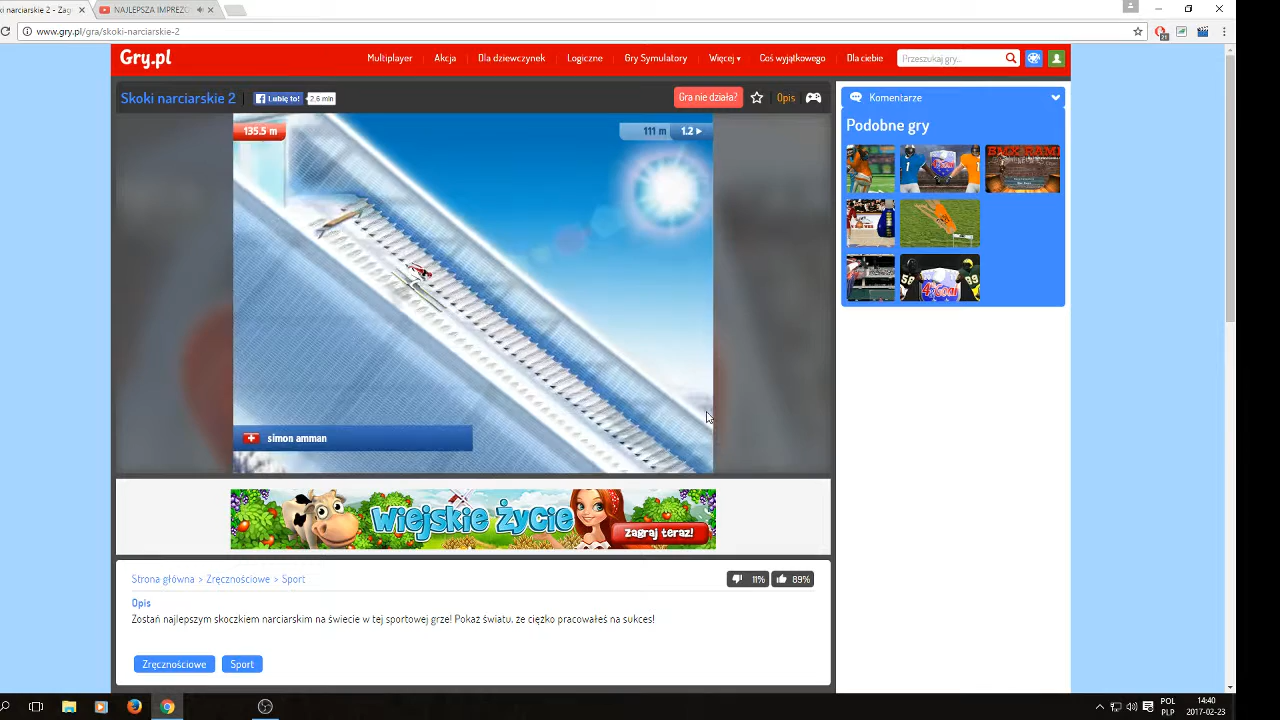 ki narciarskie 2 - Zag
NAJLEPSZA IMPREZO
www.gry.pl/gra/skoki-narciarskie-2
21
Gry.pl
Multiplayer
Akcja
Dla dziewczynek
Logiczne
Gry Symulatory
Więcej
Coś wyjątkowego
Dla ciebie
Przeszukaj gry...
Skoki narciarskie 2
Lubię to!
2,6 mln
Gra nie działa?
Opis
Komentarze
Podobne gry
135.5 m
111 m
1.2
simon amman
Wiejskie życie
Zagraj teraz!
Strona główna > Zręcznościowe > Sport
11%
89%
Opis
Zostań najlepszym skoczkiem narciarskim na świecie w tej sportowej grze! Pokaż światu, że ciężko pracowałeś na sukces!
Zręcznościowe
Sport
POL
PLP
14:40
2017-02-23